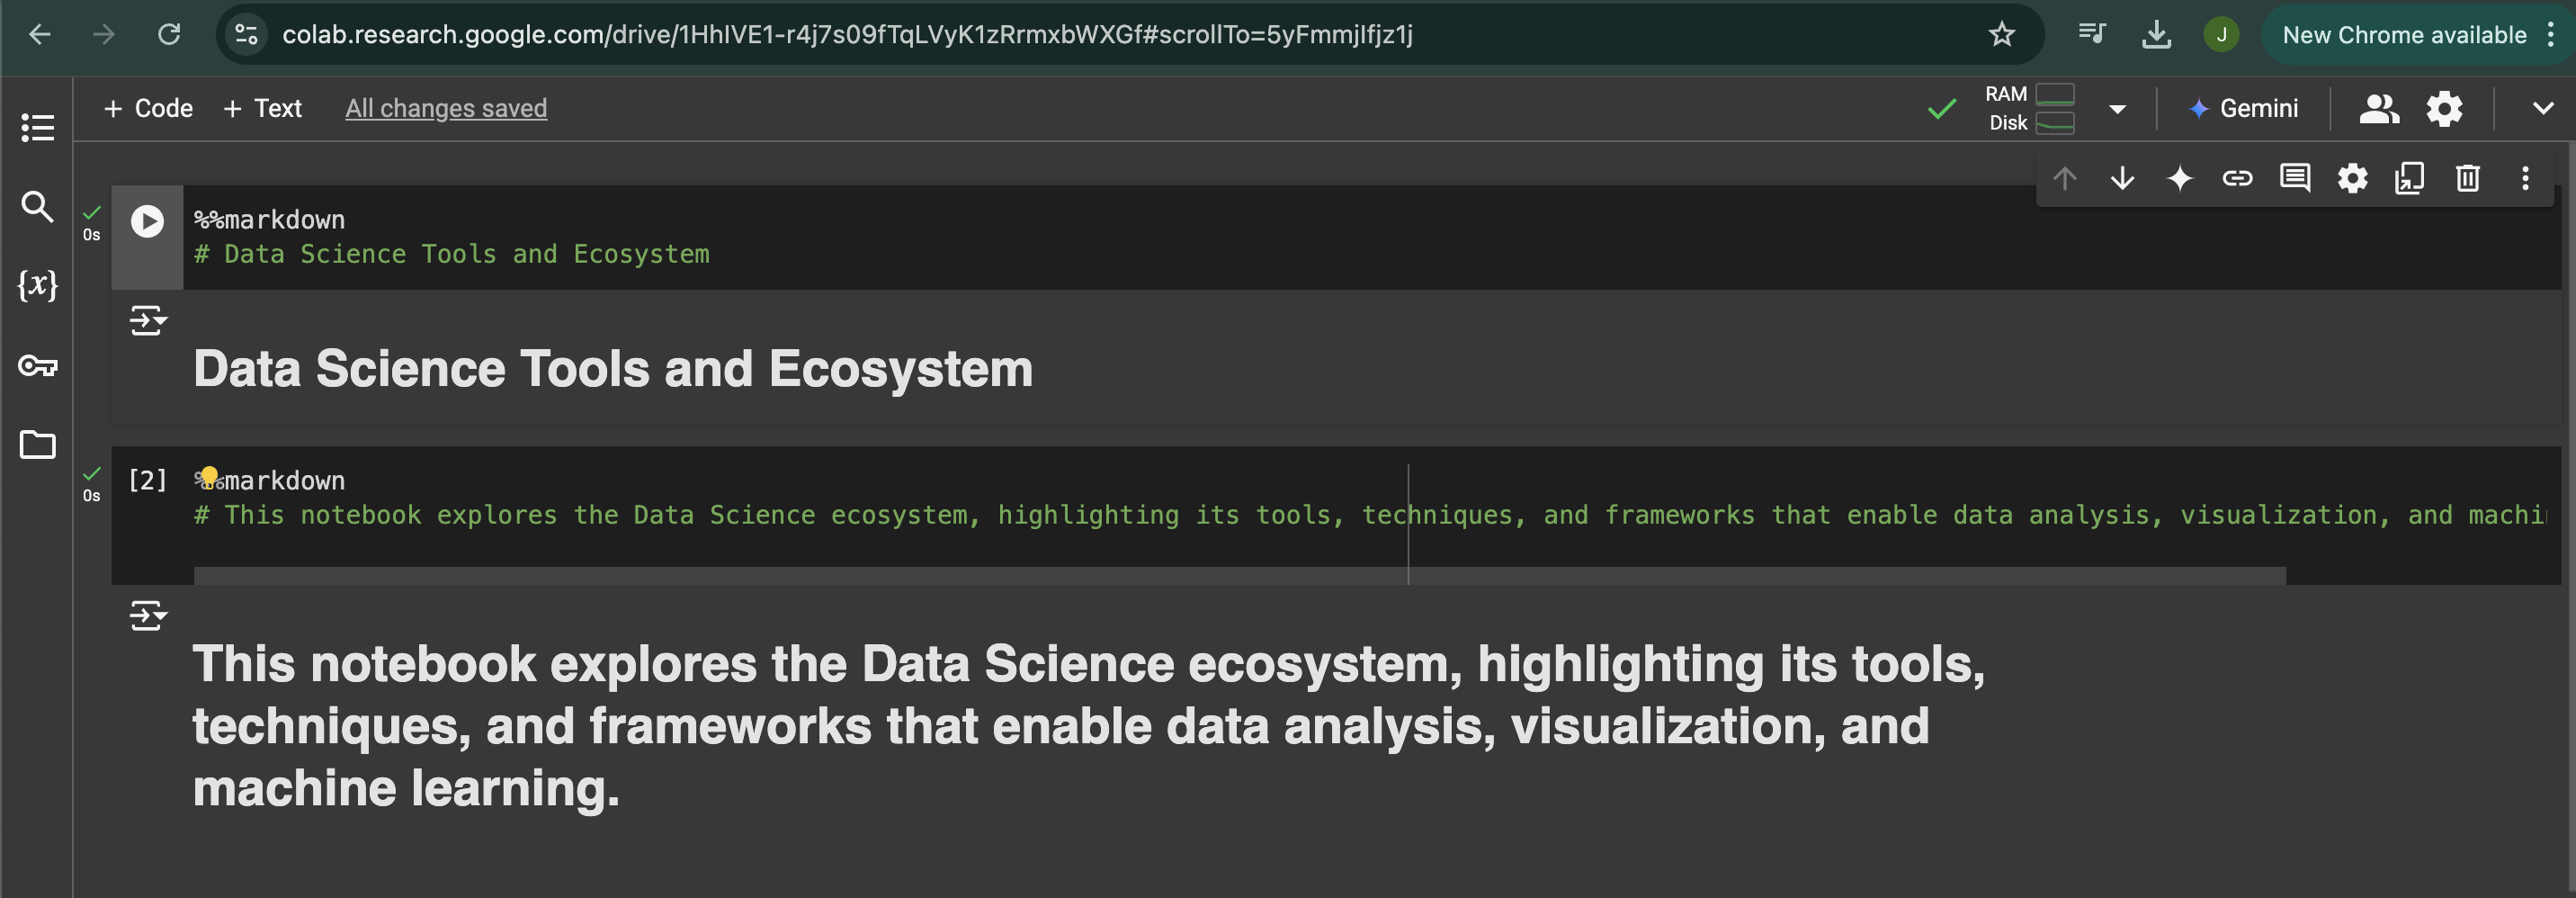 colab.research.google.com/drive/1HhIVE1-r4j7s09fTqLVyK1zRrmxbWXGf#scrollTo=5yFmmjIfjz1j
J
New Chrome available
+ Code + Text All changes saved
RAM
Disk
Gemini
0s
%%markdown
# Data Science Tools and Ecosystem
{x}
Data Science Tools and Ecosystem
0s
[2]
%%markdown
# This notebook explores the Data Science ecosystem, highlighting its tools, techniques, and frameworks that enable data analysis, visualization, and machi
This notebook explores the Data Science ecosystem, highlighting its tools,
techniques, and frameworks that enable data analysis, visualization, and
machine learning.